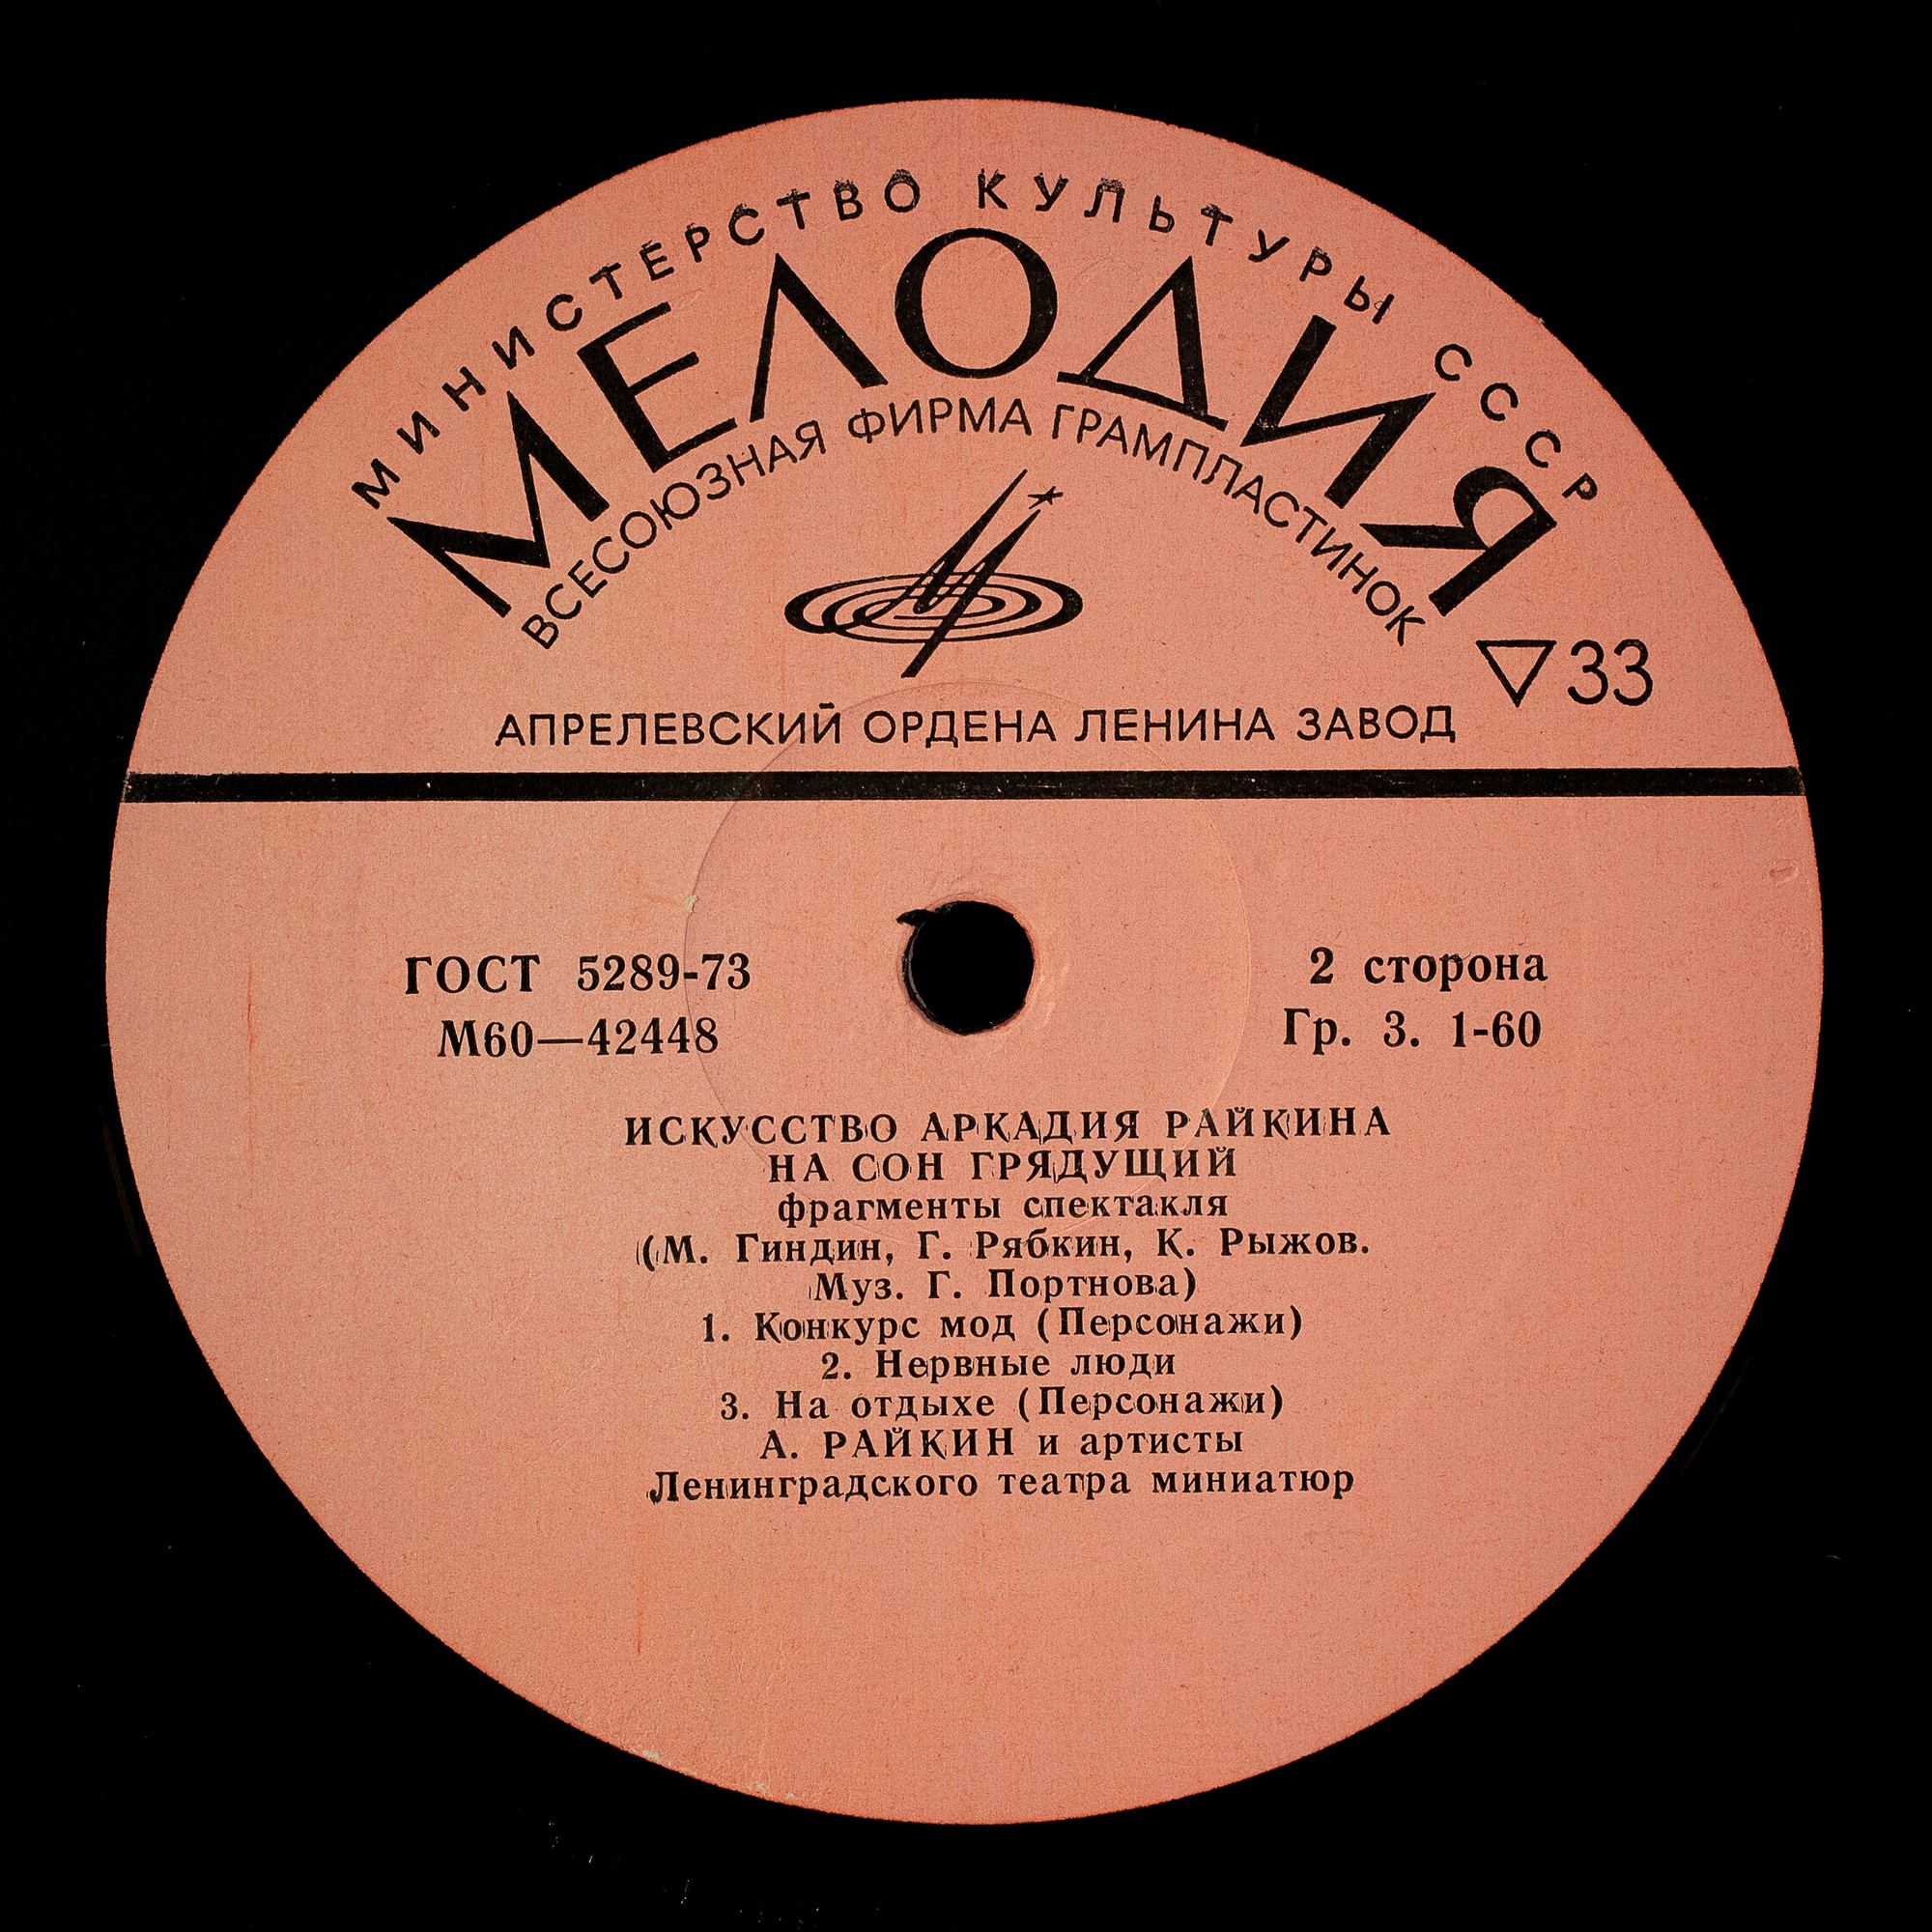 МИНИСТЕРСТВО КУЛЬТУРЫ СССР
МЕЛОДИЯ
ВСЕСОЮЗНАЯ ФИРМА ГРАМПЛАСТИНОК
33
АПРЕЛЕВСКИЙ ОРДЕНА ЛЕНИНА ЗАВОД
ГОСТ 5289-73
М60—42448
2 сторона
Гр. 3. 1-60
ИСКУССТВО АРКАДИЯ РАЙКИНА
НА СОН ГРЯДУЩИЙ
фрагменты спектакля
(М. Гиндин, Г. Рябкин, К. Рыжов.
Муз. Г. Портнова)
1. Конкурс мод (Персонажи)
2. Нервные люди
3. На отдыхе (Персонажи)
А. РАЙКИН и артисты
Ленинградского театра миниатюр